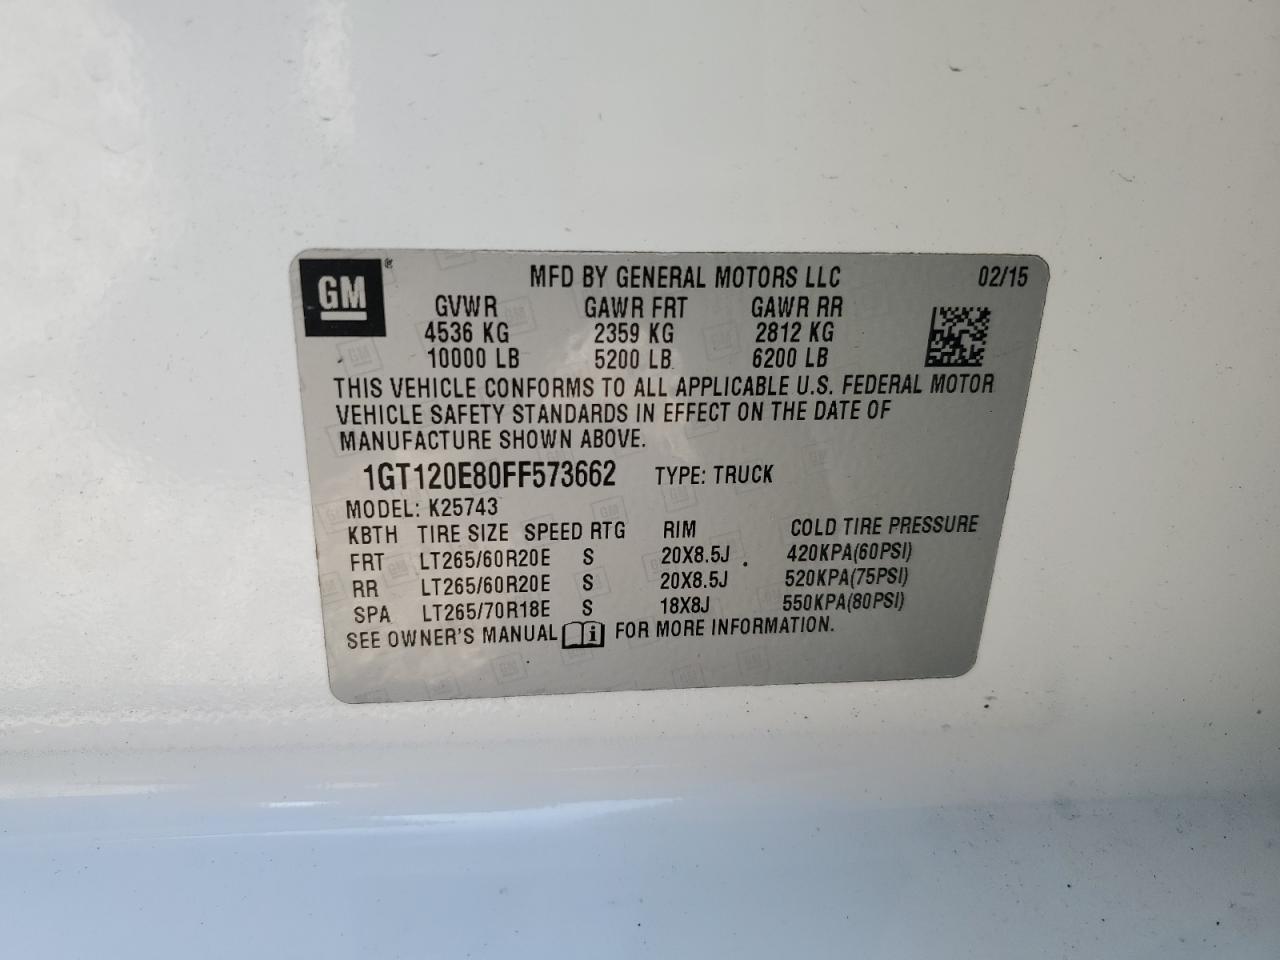 GM®
MFD BY GENERAL MOTORS LLC 02/15
GVWR GAWR FRT GAWR RR
4536 KG 2359 KG 2812 KG
10000 LB 5200 LB 6200 LB
THIS VEHICLE CONFORMS TO ALL APPLICABLE U.S. FEDERAL MOTOR
VEHICLE SAFETY STANDARDS IN EFFECT ON THE DATE OF
MANUFACTURE SHOWN ABOVE.
1GT120E80FF573662 TYPE: TRUCK
MODEL: K25743
KBTH TIRE SIZE SPEED RTG RIM COLD TIRE PRESSURE
FRT LT265/60R20E S 20X8.5J 420KPA(60PSI)
RR LT265/60R20E S 20X8.5J 520KPA(75PSI)
SPA LT265/70R18E S 18X8J 550KPA(80PSI)
SEE OWNER'S MANUAL i FOR MORE INFORMATION.